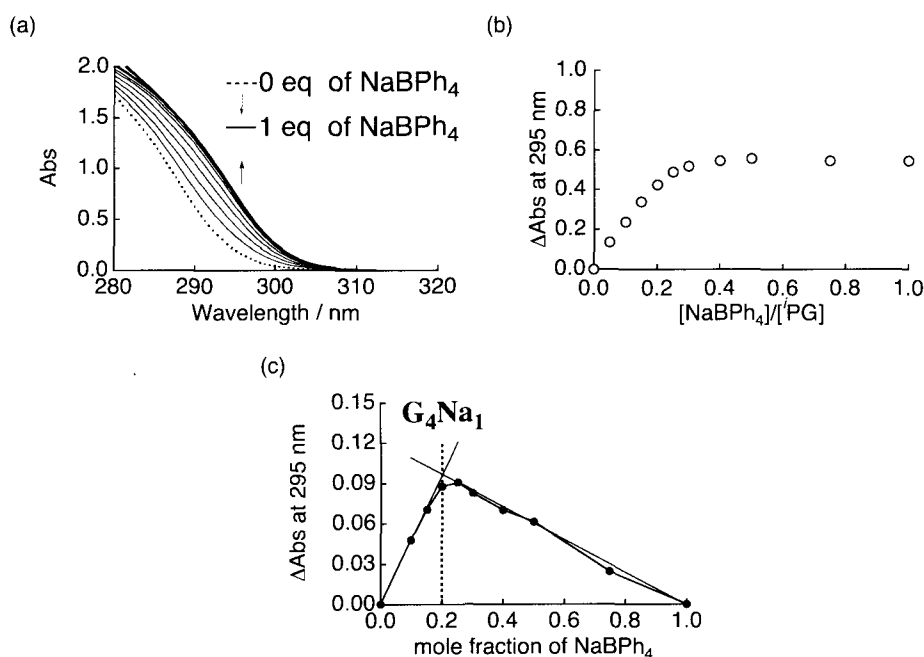 (a)
2.0
1.5
1.0
0.5
0.0
Abs
0 eq of NaBPh₄
1 eq of NaBPh₄
280 290 300 310 320
Wavelength / nm
(b)
1.0
0.8
0.6
0.4
0.2
0.0
ΔAbs at 295 nm
0.0 0.2 0.4 0.6 0.8 1.0
[NaBPh₄]/[ⁱPG]
(c)
0.15
0.12
0.09
0.06
0.03
0.00
ΔAbs at 295 nm
G₄Na₁
0.0 0.2 0.4 0.6 0.8 1.0
mole fraction of NaBPh₄